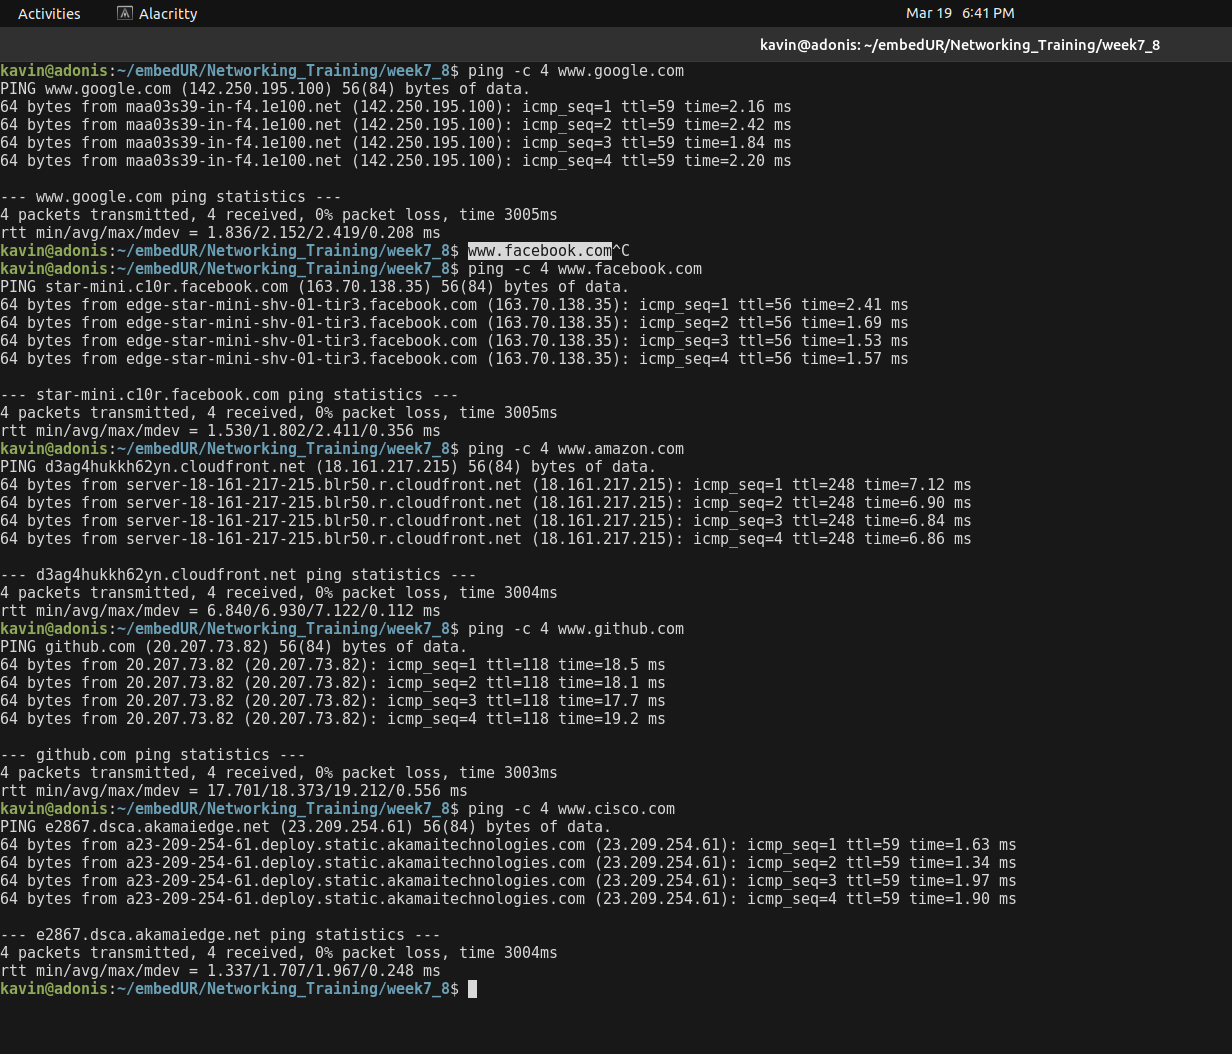 Activities Alacritty Mar 19 6:41 PM
kavin@adonis: ~/embedUR/Networking_Training/week7_8
kavin@adonis:~/embedUR/Networking_Training/week7_8$ ping -c 4 www.google.com
PING www.google.com (142.250.195.100) 56(84) bytes of data.
64 bytes from maa03s39-in-f4.1e100.net (142.250.195.100): icmp_seq=1 ttl=59 time=2.16 ms
64 bytes from maa03s39-in-f4.1e100.net (142.250.195.100): icmp_seq=2 ttl=59 time=2.42 ms
64 bytes from maa03s39-in-f4.1e100.net (142.250.195.100): icmp_seq=3 ttl=59 time=1.84 ms
64 bytes from maa03s39-in-f4.1e100.net (142.250.195.100): icmp_seq=4 ttl=59 time=2.20 ms
--- www.google.com ping statistics ---
4 packets transmitted, 4 received, 0% packet loss, time 3005ms
rtt min/avg/max/mdev = 1.836/2.152/2.419/0.208 ms
kavin@adonis:~/embedUR/Networking_Training/week7_8$ www.facebook.com^C
kavin@adonis:~/embedUR/Networking_Training/week7_8$ ping -c 4 www.facebook.com
PING star-mini.c10r.facebook.com (163.70.138.35) 56(84) bytes of data.
64 bytes from edge-star-mini-shv-01-tir3.facebook.com (163.70.138.35): icmp_seq=1 ttl=56 time=2.41 ms
64 bytes from edge-star-mini-shv-01-tir3.facebook.com (163.70.138.35): icmp_seq=2 ttl=56 time=1.69 ms
64 bytes from edge-star-mini-shv-01-tir3.facebook.com (163.70.138.35): icmp_seq=3 ttl=56 time=1.53 ms
64 bytes from edge-star-mini-shv-01-tir3.facebook.com (163.70.138.35): icmp_seq=4 ttl=56 time=1.57 ms
--- star-mini.c10r.facebook.com ping statistics ---
4 packets transmitted, 4 received, 0% packet loss, time 3005ms
rtt min/avg/max/mdev = 1.530/1.802/2.411/0.356 ms
kavin@adonis:~/embedUR/Networking_Training/week7_8$ ping -c 4 www.amazon.com
PING d3ag4hukkh62yn.cloudfront.net (18.161.217.215) 56(84) bytes of data.
64 bytes from server-18-161-217-215.blr50.r.cloudfront.net (18.161.217.215): icmp_seq=1 ttl=248 time=7.12 ms
64 bytes from server-18-161-217-215.blr50.r.cloudfront.net (18.161.217.215): icmp_seq=2 ttl=248 time=6.90 ms
64 bytes from server-18-161-217-215.blr50.r.cloudfront.net (18.161.217.215): icmp_seq=3 ttl=248 time=6.84 ms
64 bytes from server-18-161-217-215.blr50.r.cloudfront.net (18.161.217.215): icmp_seq=4 ttl=248 time=6.86 ms
--- d3ag4hukkh62yn.cloudfront.net ping statistics ---
4 packets transmitted, 4 received, 0% packet loss, time 3004ms
rtt min/avg/max/mdev = 6.840/6.930/7.122/0.112 ms
kavin@adonis:~/embedUR/Networking_Training/week7_8$ ping -c 4 www.github.com
PING github.com (20.207.73.82) 56(84) bytes of data.
64 bytes from 20.207.73.82 (20.207.73.82): icmp_seq=1 ttl=118 time=18.5 ms
64 bytes from 20.207.73.82 (20.207.73.82): icmp_seq=2 ttl=118 time=18.1 ms
64 bytes from 20.207.73.82 (20.207.73.82): icmp_seq=3 ttl=118 time=17.7 ms
64 bytes from 20.207.73.82 (20.207.73.82): icmp_seq=4 ttl=118 time=19.2 ms
--- github.com ping statistics ---
4 packets transmitted, 4 received, 0% packet loss, time 3003ms
rtt min/avg/max/mdev = 17.701/18.373/19.212/0.556 ms
kavin@adonis:~/embedUR/Networking_Training/week7_8$ ping -c 4 www.cisco.com
PING e2867.dsca.akamaiedge.net (23.209.254.61) 56(84) bytes of data.
64 bytes from a23-209-254-61.deploy.static.akamaitechnologies.com (23.209.254.61): icmp_seq=1 ttl=59 time=1.63 ms
64 bytes from a23-209-254-61.deploy.static.akamaitechnologies.com (23.209.254.61): icmp_seq=2 ttl=59 time=1.34 ms
64 bytes from a23-209-254-61.deploy.static.akamaitechnologies.com (23.209.254.61): icmp_seq=3 ttl=59 time=1.97 ms
64 bytes from a23-209-254-61.deploy.static.akamaitechnologies.com (23.209.254.61): icmp_seq=4 ttl=59 time=1.90 ms
--- e2867.dsca.akamaiedge.net ping statistics ---
4 packets transmitted, 4 received, 0% packet loss, time 3004ms
rtt min/avg/max/mdev = 1.337/1.707/1.967/0.248 ms
kavin@adonis:~/embedUR/Networking_Training/week7_8$